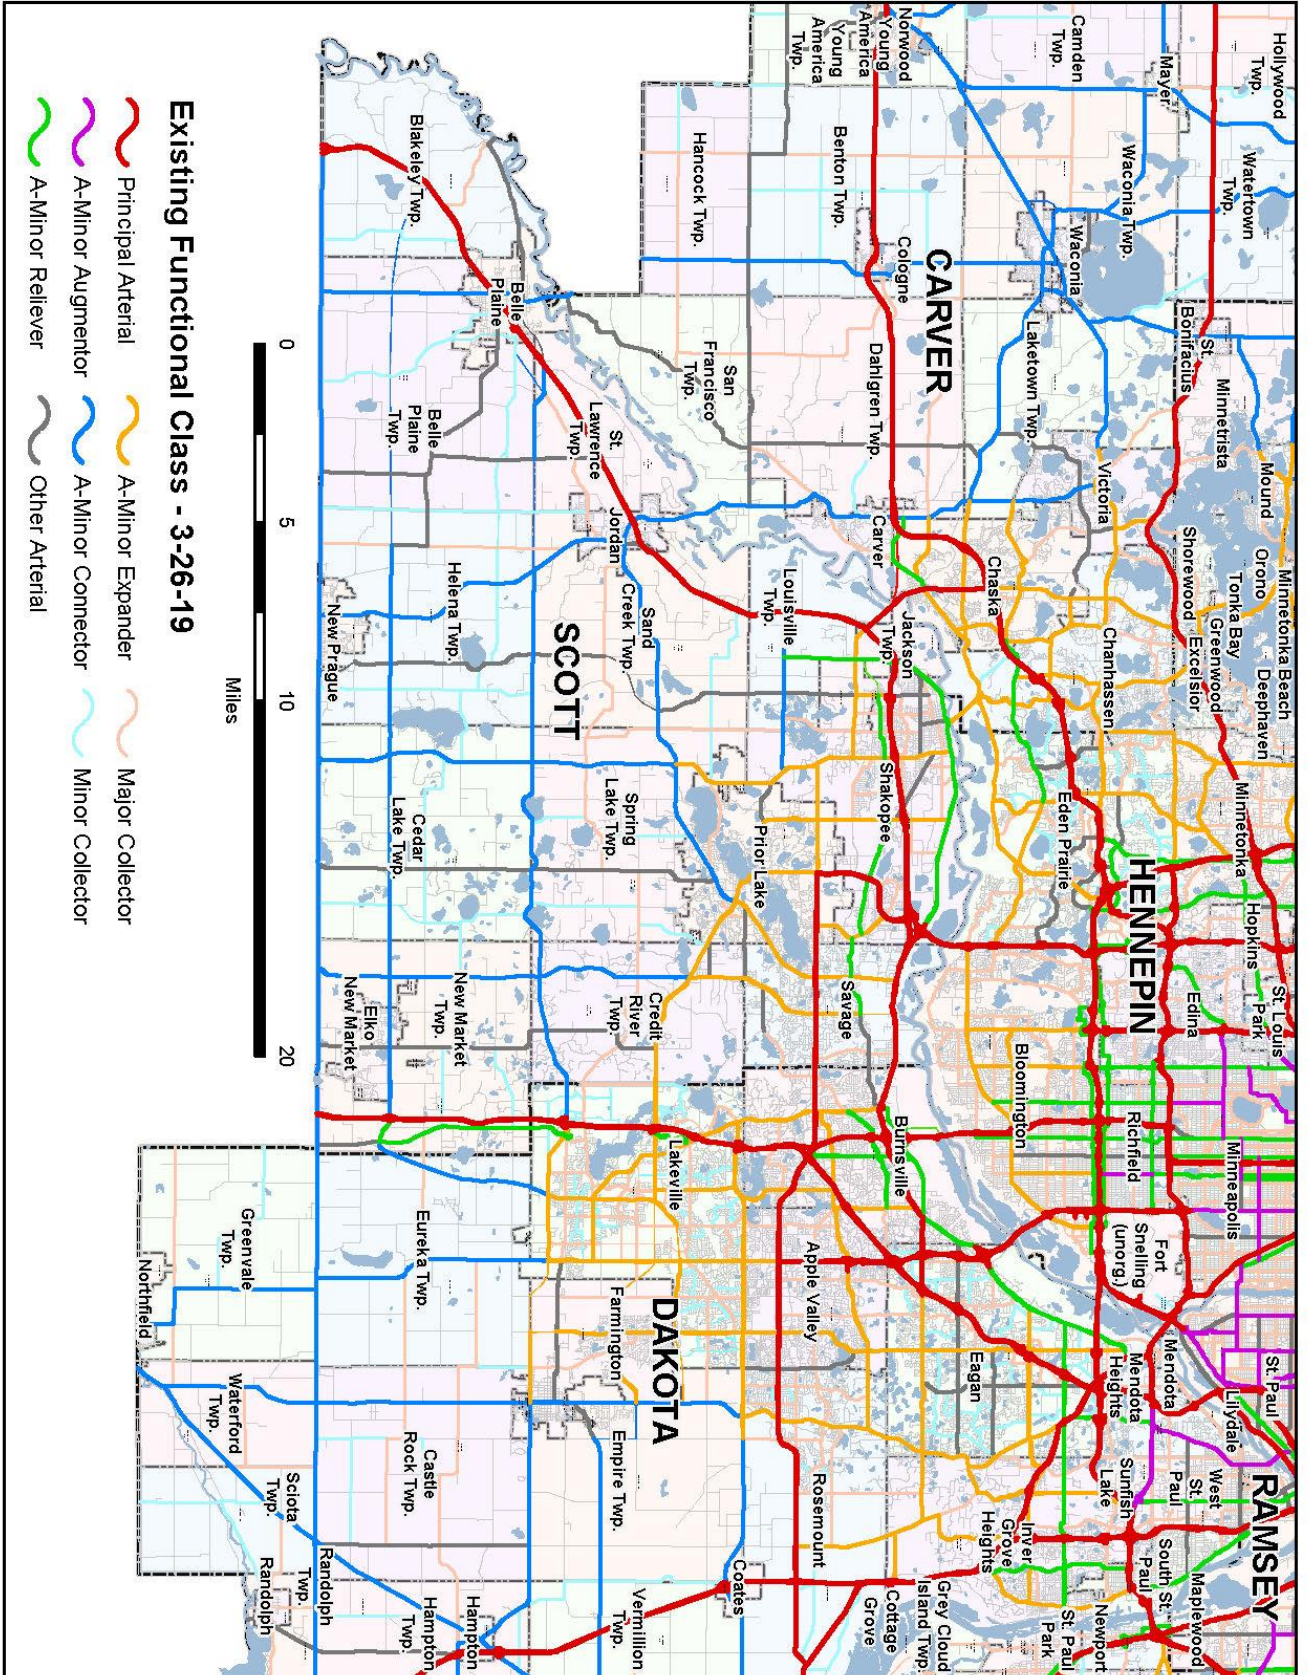 Hollywood
Twp.
Camden
Twp.
Mayer
Norwood
Young
America
Young
America
Twp.
Watertown
Twp.
Waconia Twp.
Waconia
Benton Twp.
Hancock Twp.
Cologne
CARVER
St.
Bonifacius
Minnetrista
Laketown Twp.
Dahlgren Twp.
San
Francisco
Twp.
Mound
Victoria
Carver
Chaska
Orono
Minnetonka Beach
Tonka Bay
Greenwood
Shorewood
Excelsior
Deephaven
Chanhassen
Minnetonka
Eden Prairie
HENNEPIN
Hopkins
St. Louis
Park
Edina
Bloomington
Richfield
Minneapolis
Fort
Snelling
(unorg.)
St. Paul
RAMSEY
Lilydale
Mendota
Mendota
Heights
Sunfish
Lake
West
St.
Paul
South St.
Paul
Maplewood
Newport
St. Paul
Park
Inver
Grove
Heights
Grey Cloud
Island Twp.
Cottage
Grove
Eagan
Burnsville
Apple Valley
Rosemount
Coates
Blakeley Twp.
Belle
Plaine
Belle
Plaine
Twp.
St.
Lawrence
Twp.
Jordan
Sand
Creek Twp.
Louisville
Twp.
Jackson
Twp.
Shakopee
Helena Twp.
New Prague
SCOTT
Prior Lake
Spring
Lake Twp.
Cedar
Lake Twp.
Savage
Credit
River
Twp.
New Market
Twp.
Elko
New Market
Lakeville
DAKOTA
Farmington
Empire Twp.
Vermillion
Twp.
Eureka Twp.
Castle
Rock Twp.
Hampton
Hampton
Twp.
Greenvale
Twp.
Northfield
Waterford
Twp.
Sciota
Twp.
Randolph
Twp.
Randolph
0
5
10
20
Miles
Existing Functional Class - 3-26-19
Principal Arterial
A-Minor Expander
Major Collector
A-Minor Augmentor
A-Minor Connector
Minor Collector
A-Minor Reliever
Other Arterial